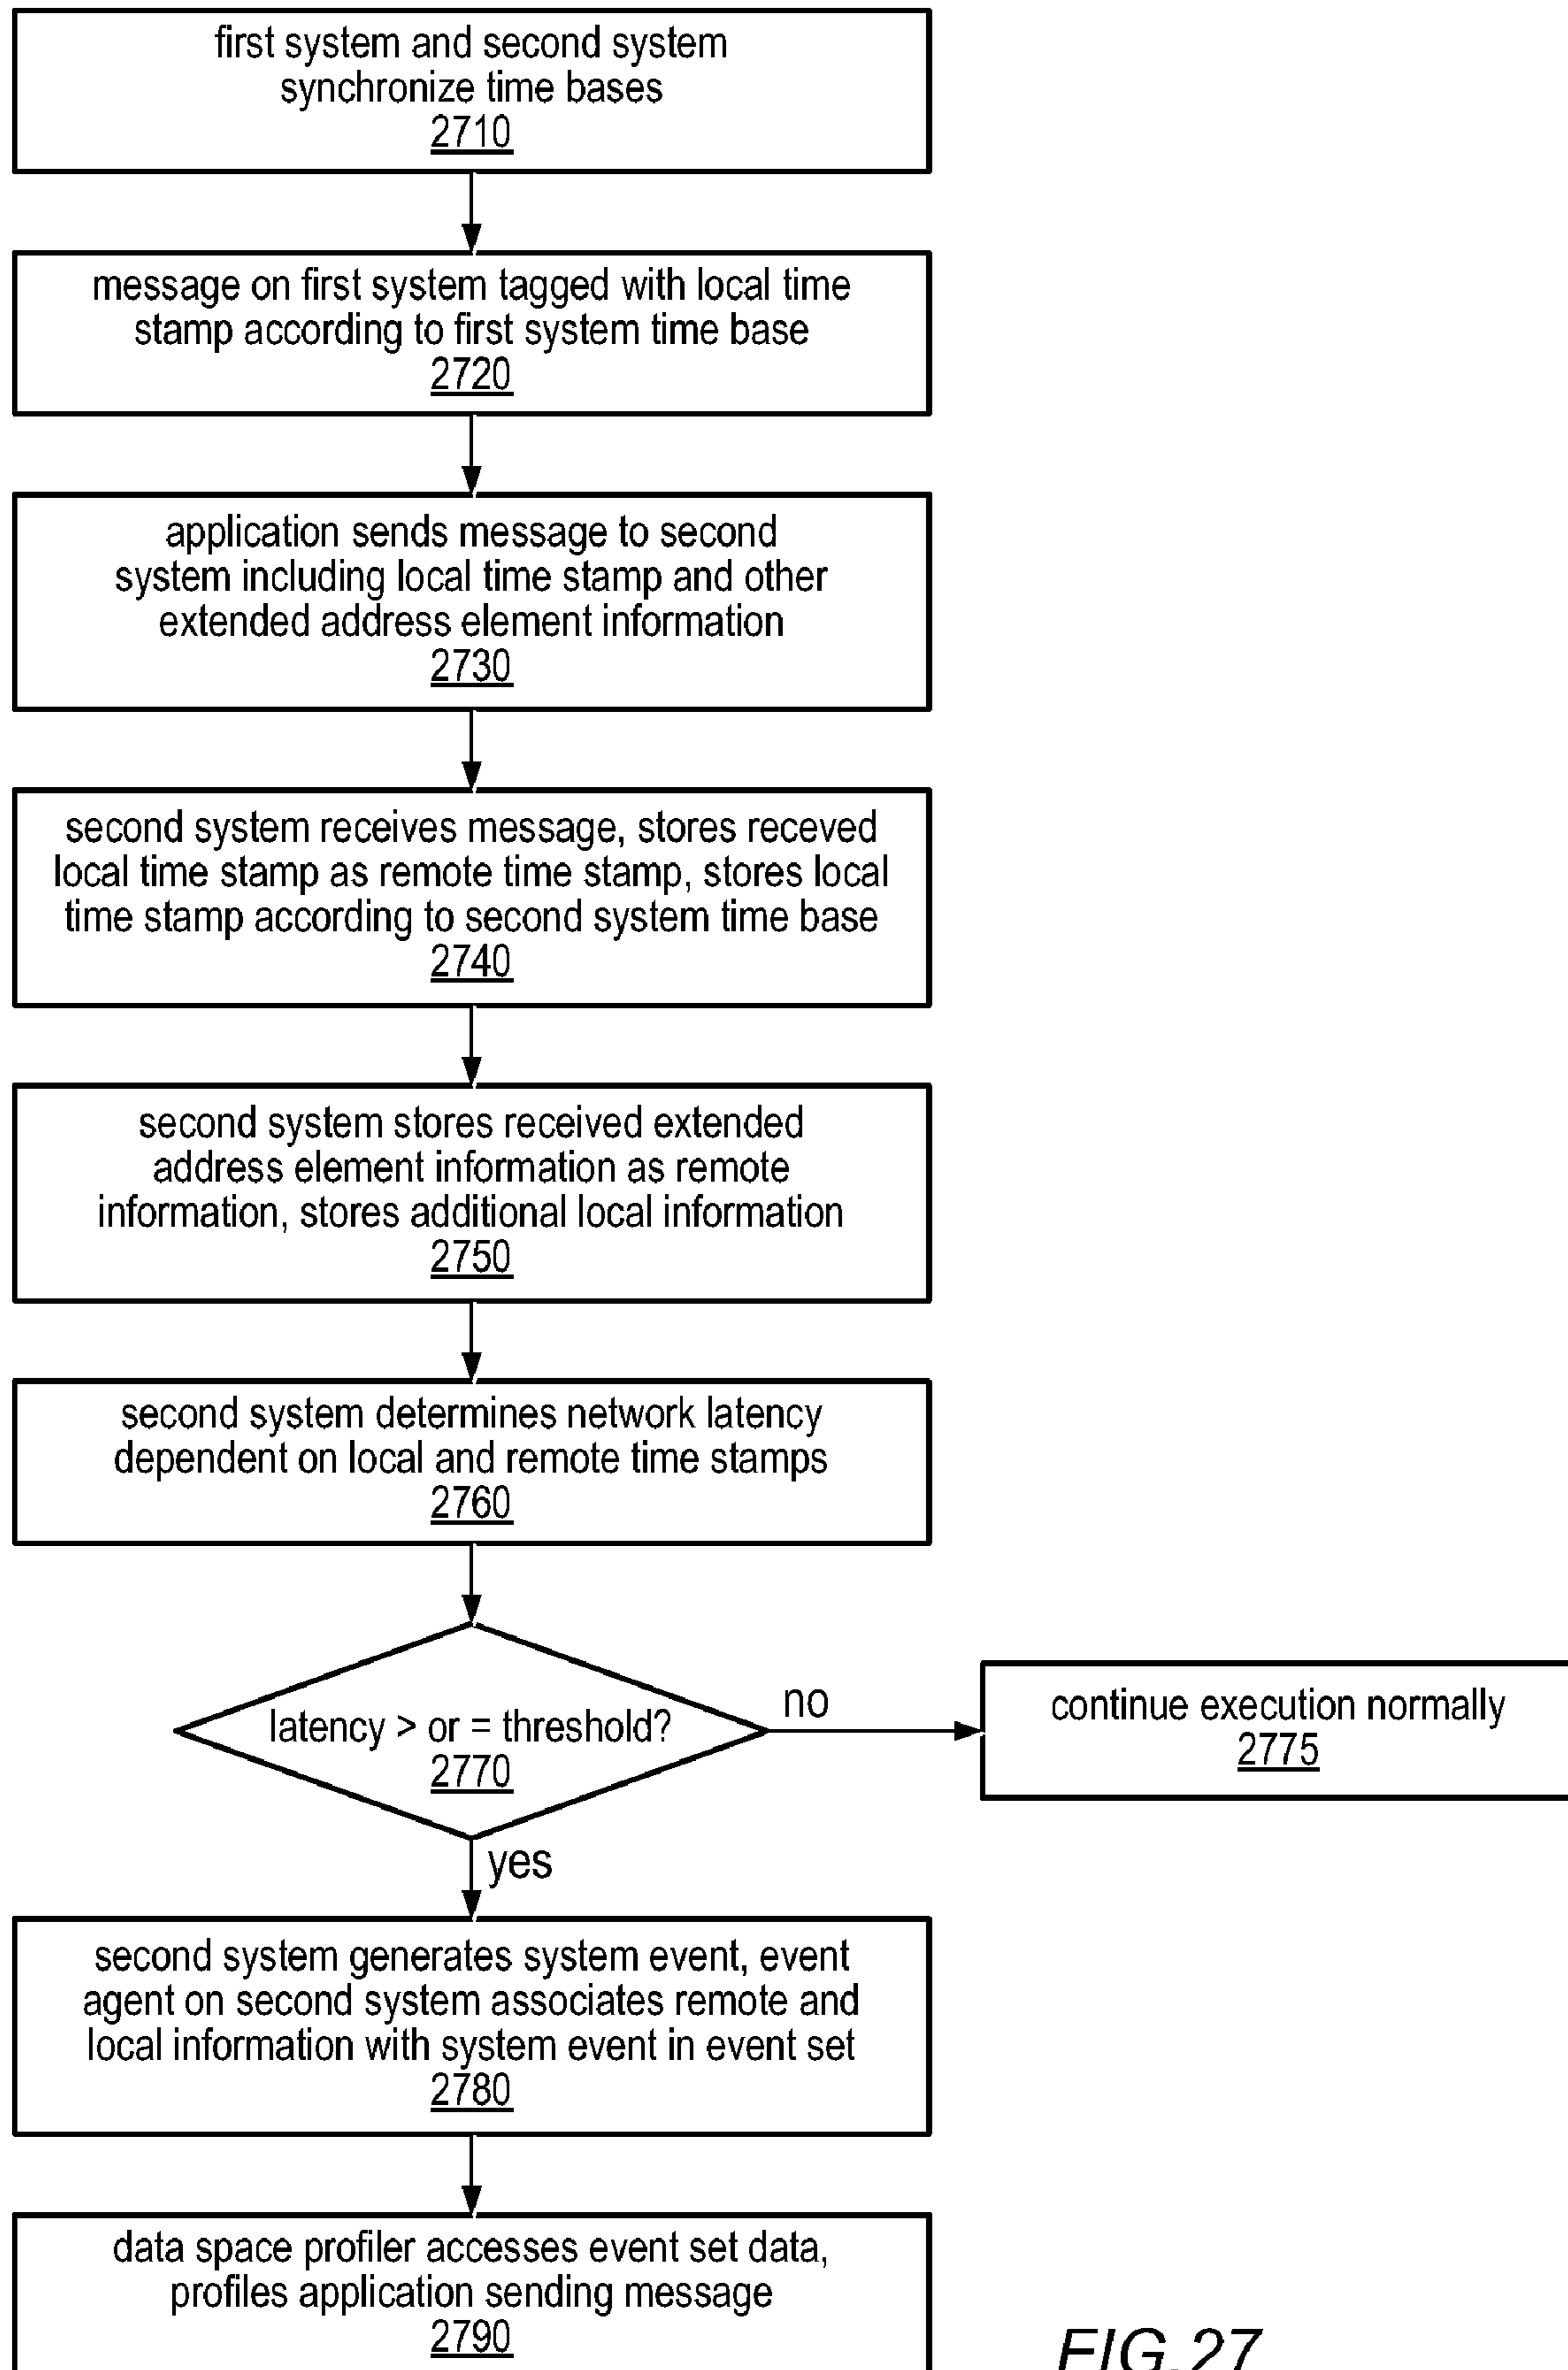 first system and second system
synchronize time bases
2710
message on first system tagged with local time
stamp according to first system time base
2720
application sends message to second
system including local time stamp and other
extended address element information
2730
second system receives message, stores receved
local time stamp as remote time stamp, stores local
time stamp according to second system time base
2740
second system stores received extended
address element information as remote
information, stores additional local information
2750
second system determines network latency
dependent on local and remote time stamps
2760
latency > or = threshold?
2770
no
continue execution normally
2775
yes
second system generates system event, event
agent on second system associates remote and
local information with system event in event set
2780
data space profiler accesses event set data,
profiles application sending message
2790
FIG.27